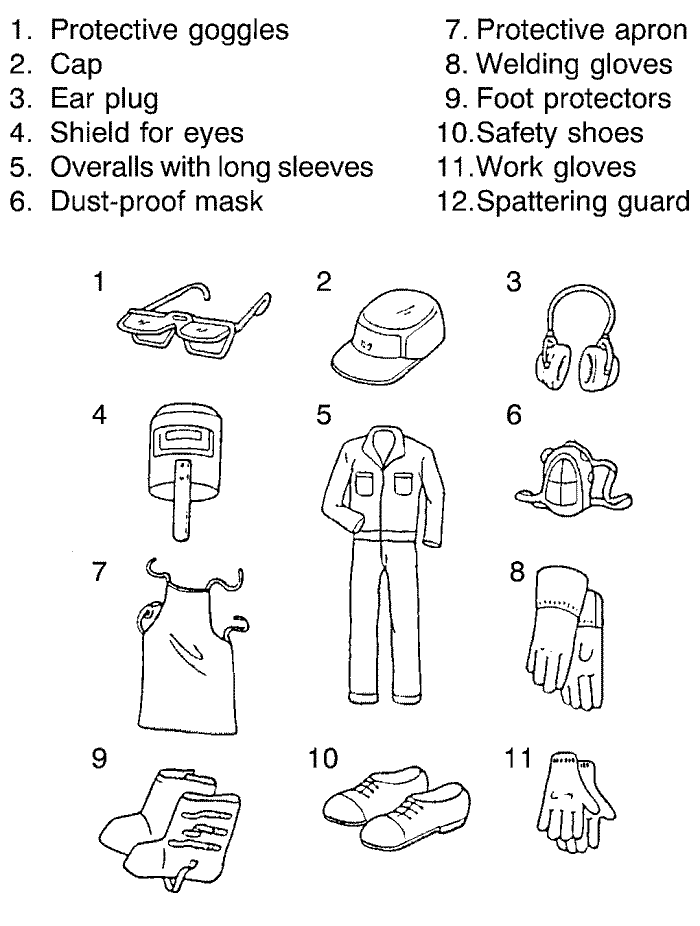 1. Protective goggles
2. Cap
3. Ear plug
4. Shield for eyes
5. Overalls with long sleeves
6. Dust-proof mask
7. Protective apron
8. Welding gloves
9. Foot protectors
10.Safety shoes
11.Work gloves
12.Spattering guard
1 2 3
4 5 6
7 8
9 10 11